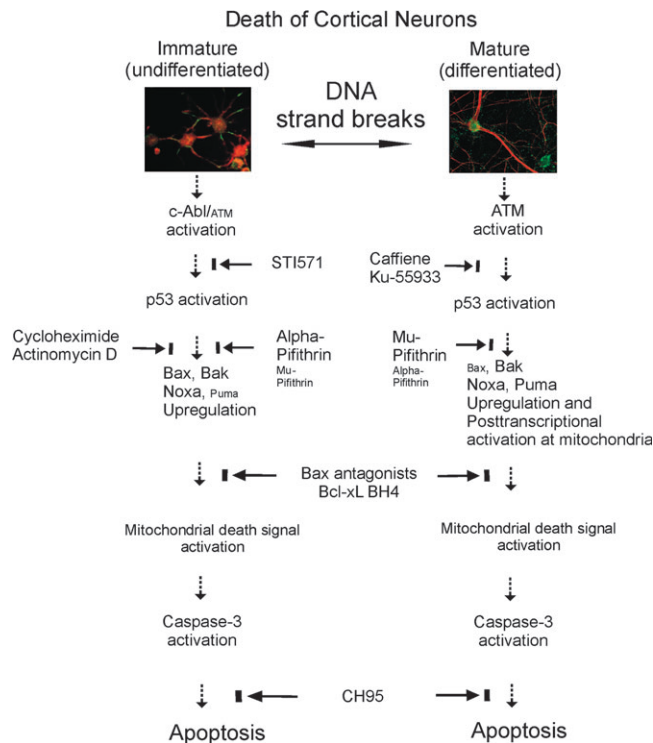 Death of Cortical Neurons
Immature
(undifferentiated)
Mature
(differentiated)
DNA
strand breaks
c-Abl/ATM
activation
ATM
activation
STI571
Caffiene
Ku-55933
p53 activation
p53 activation
Cycloheximide
Actinomycin D
Alpha-
Pifithrin
Mu-
Pifithrin
Mu-
Pifithrin
Alpha-
Pifithrin
Bax, Bak
Noxa, Puma
Upregulation
Bax, Bak
Noxa, Puma
Upregulation and
Posttranscriptional
activation at mitochondria
Bax antagonists
Bcl-xL BH4
Mitochondrial death signal
activation
Mitochondrial death signal
activation
Caspase-3
activation
Caspase-3
activation
CH95
Apoptosis
Apoptosis